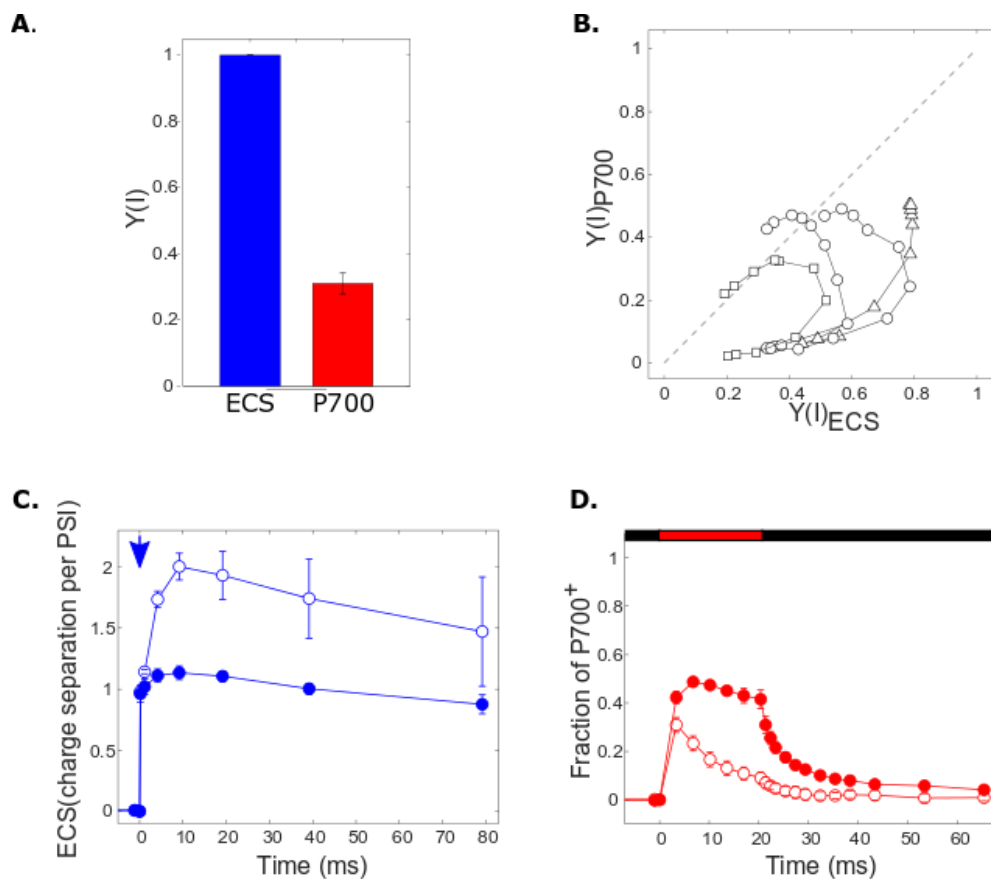 A.
Y(I)
1
0.8
0.6
0.4
0.2
0
ECS P700
B.
Y(I)P700
1
0.8
0.6
0.4
0.2
0
0 0.2 0.4 0.6 0.8 1
Y(I)ECS
C.
ECS(charge separation per PSI)
2
1.5
1
0.5
0
0 10 20 30 40 50 60 70 80
Time (ms)
D.
Fraction of P700+
1
0.8
0.6
0.4
0.2
0
0 10 20 30 40 50 60
Time (ms)